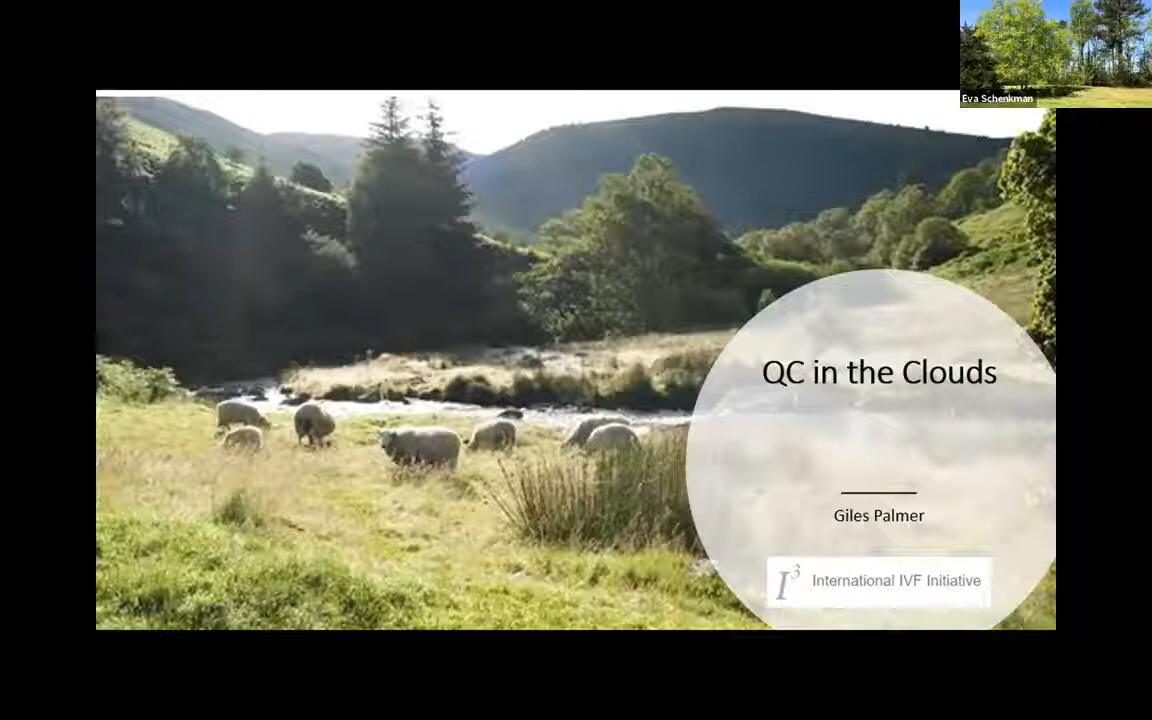 Eva Schenkman
QC in the Clouds
Giles Palmer
I³ International IVF Initiative